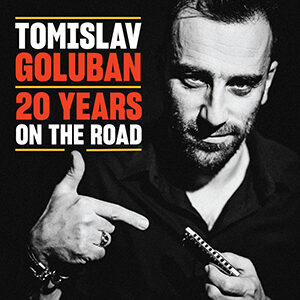 TOMISLAV
GOLUBAN
20 YEARS
ON THE ROAD